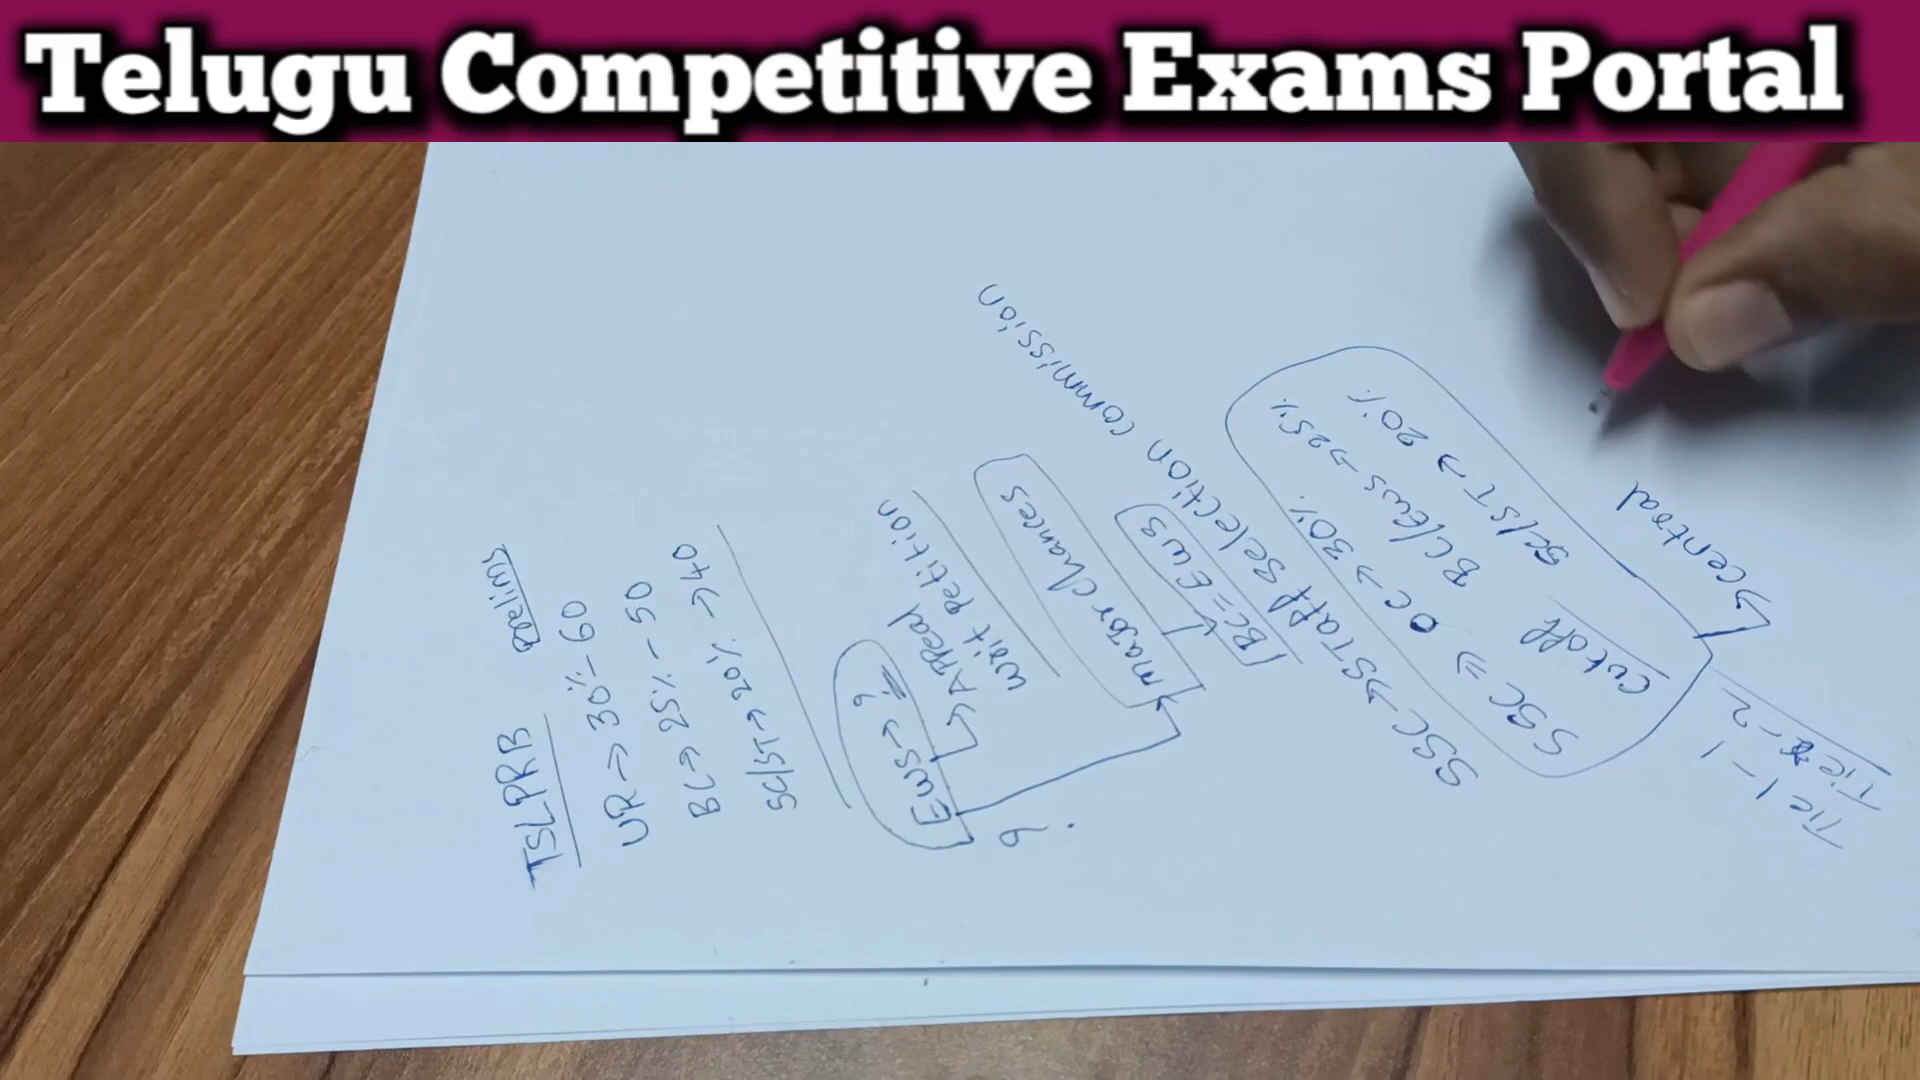 Telugu Competitive Exams Portal
TSLPRB Prelims
UR → 30% - 60
BC → 25% - 50
SC/ST → 20% → 40
EWS → ?
↳ Appeal
writ Petition
?
major chances
BC = EWS
SSC → STaff selection commission
SSC ⇒ OC → 30%
cutoff BC/EWS → 25%
SC/ST → 20%
↳ central
Tie1-1
Tier-2